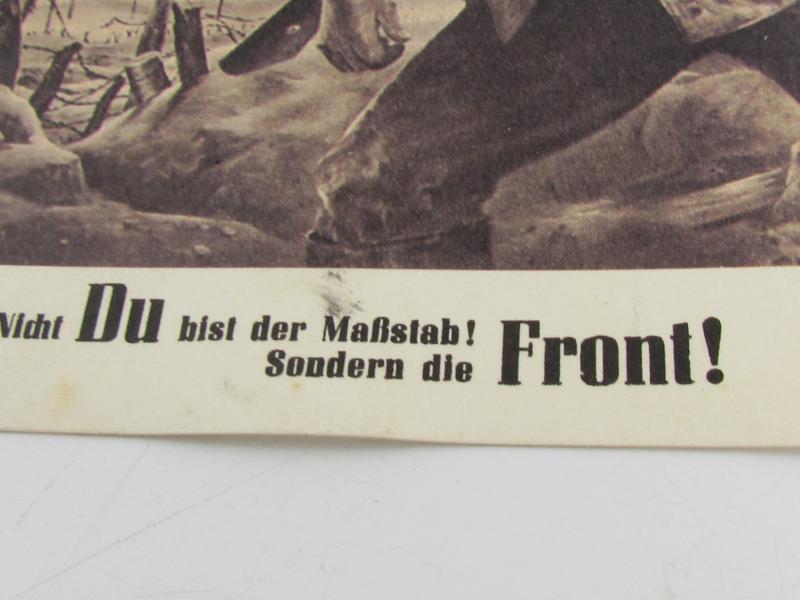 Nicht Du bist der Maßstab!
Sondern die Front!